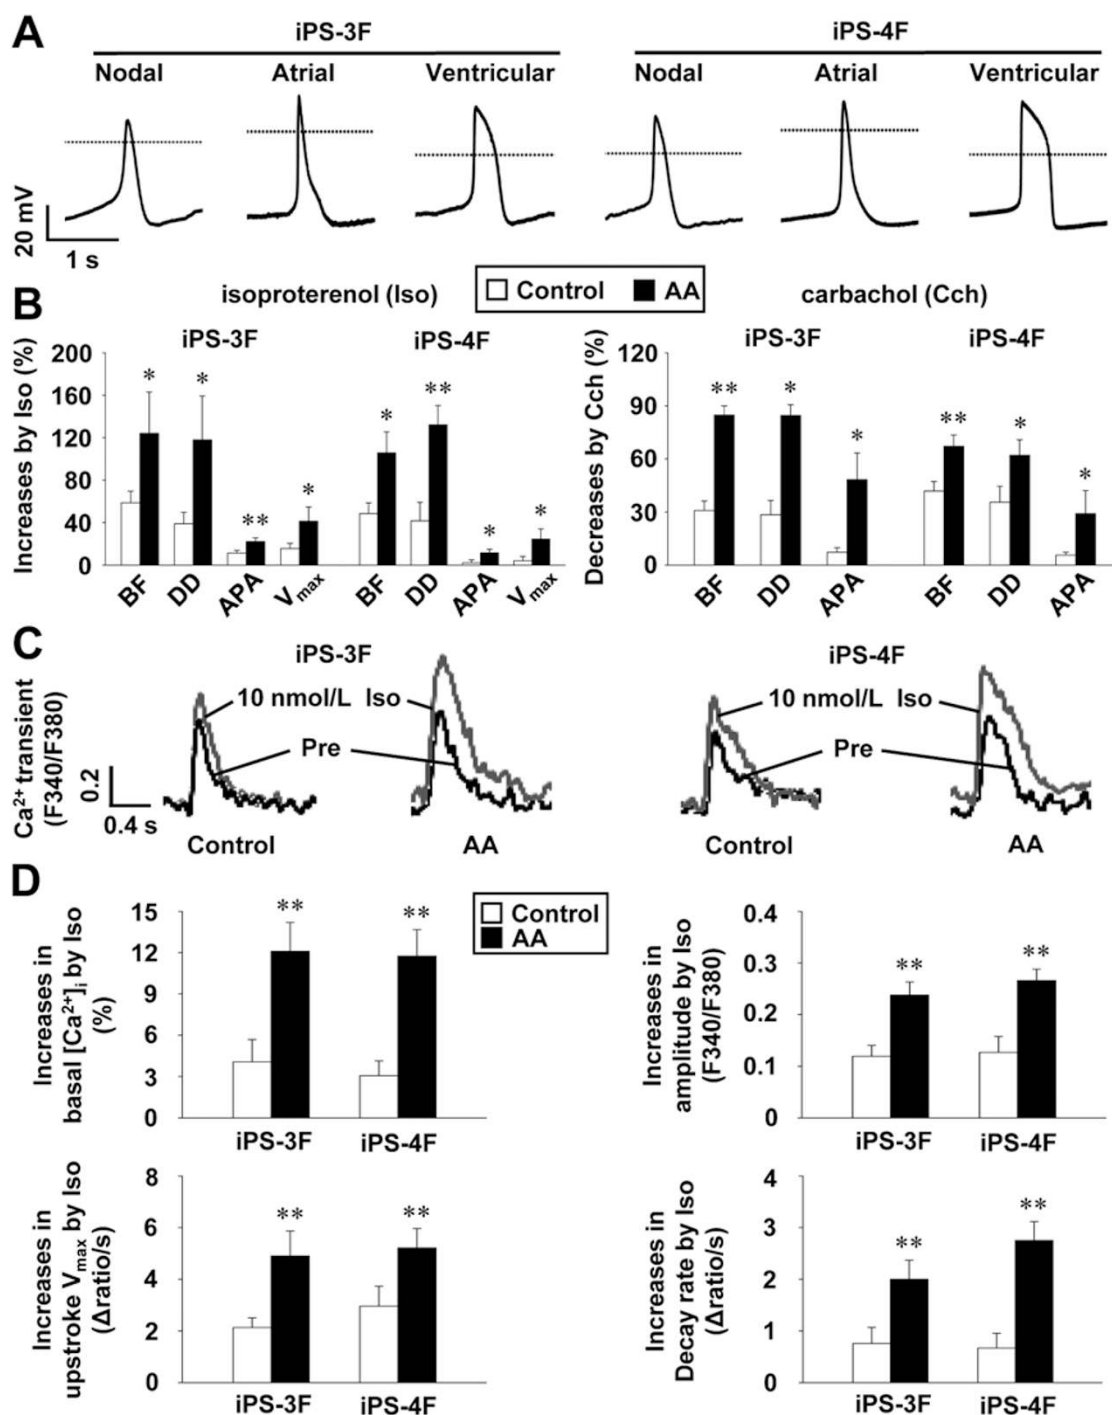 A
iPS-3F
iPS-4F
Nodal
Atrial
Ventricular
Nodal
Atrial
Ventricular
20 mV
1 s
B
isoproterenol (Iso)
Control
AA
carbachol (Cch)
Increases by Iso (%)
iPS-3F
iPS-4F
200
160
120
80
40
0
*
*
**
*
*
**
*
*
BF
DD
APA
Vmax
BF
DD
APA
Vmax
Decreases by Cch (%)
iPS-3F
iPS-4F
120
90
60
30
0
**
*
*
**
*
*
BF
DD
APA
BF
DD
APA
C
iPS-3F
iPS-4F
Ca2+ transient
(F340/F380)
0.2
0.4 s
10 nmol/L Iso
Pre
10 nmol/L Iso
Pre
Control
AA
Control
AA
D
Control
AA
Increases in
basal [Ca2+]i by Iso
(%)
15
12
9
6
3
0
**
**
iPS-3F
iPS-4F
Increases in
amplitude by Iso
(F340/F380)
0.4
0.3
0.2
0.1
0
**
**
iPS-3F
iPS-4F
Increases in
upstroke Vmax by Iso
(Δratio/s)
8
6
4
2
0
**
**
iPS-3F
iPS-4F
Increases in
Decay rate by Iso
(Δratio/s)
4
3
2
1
0
**
**
iPS-3F
iPS-4F